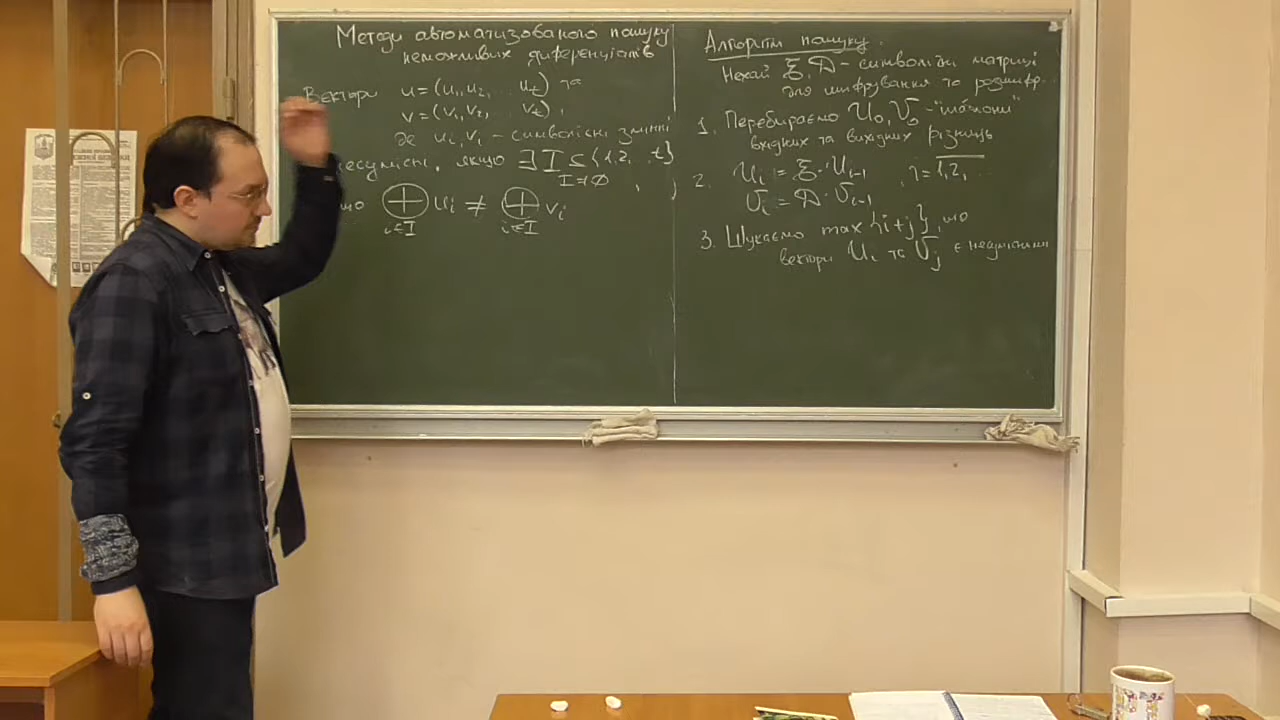 Методи автоматизованого пошуку
неможливих диференціалів
Вектори u=(u₁,u₂, ... u_t) та
v=(v₁,v₂, ... v_t),
де uᵢ,vᵢ - символьні змінні
несумісні, якщо ∃ I ⊆ {1,2, ..t}
I≠∅ ,
що ⊕ uᵢ ≠ ⊕ vᵢ
i∈I i∈I
Алгоритм пошуку.
Нехай Ɛ, D - символьні матриці
для шифрування та розшифр.
1. Перебираємо U₀, V₀ - "шаблони"
вхідних та вихідних різниць
2. Uᵢ = Ɛ · Uᵢ₋₁ , i = 1,2, ...
Vᵢ = D · Vᵢ₋₁
3. Шукаємо max {i+j}, що
вектори Uᵢ та Vⱼ є несумісними